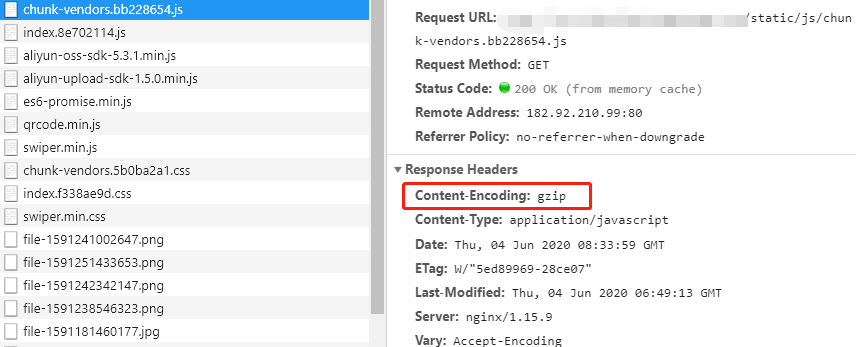 chunk-vendors.bb228654.js
index.8e702114.js
aliyun-oss-sdk-5.3.1.min.js
aliyun-upload-sdk-1.5.0.min.js
es6-promise.min.js
qrcode.min.js
swiper.min.js
chunk-vendors.5b0ba2a1.css
index.f338ae9d.css
swiper.min.css
file-1591241002647.png
file-1591251433653.png
file-1591242342147.png
file-1591238546323.png
file-1591181460177.jpg
Request URL: /static/js/chun
k-vendors.bb228654.js
Request Method: GET
Status Code: 200 OK (from memory cache)
Remote Address: 182.92.210.99:80
Referrer Policy: no-referrer-when-downgrade
Response Headers
Content-Encoding: gzip
Content-Type: application/javascript
Date: Thu, 04 Jun 2020 08:33:59 GMT
ETag: W/"5ed89969-28ce07"
Last-Modified: Thu, 04 Jun 2020 06:49:13 GMT
Server: nginx/1.15.9
Vary: Accept-Encoding